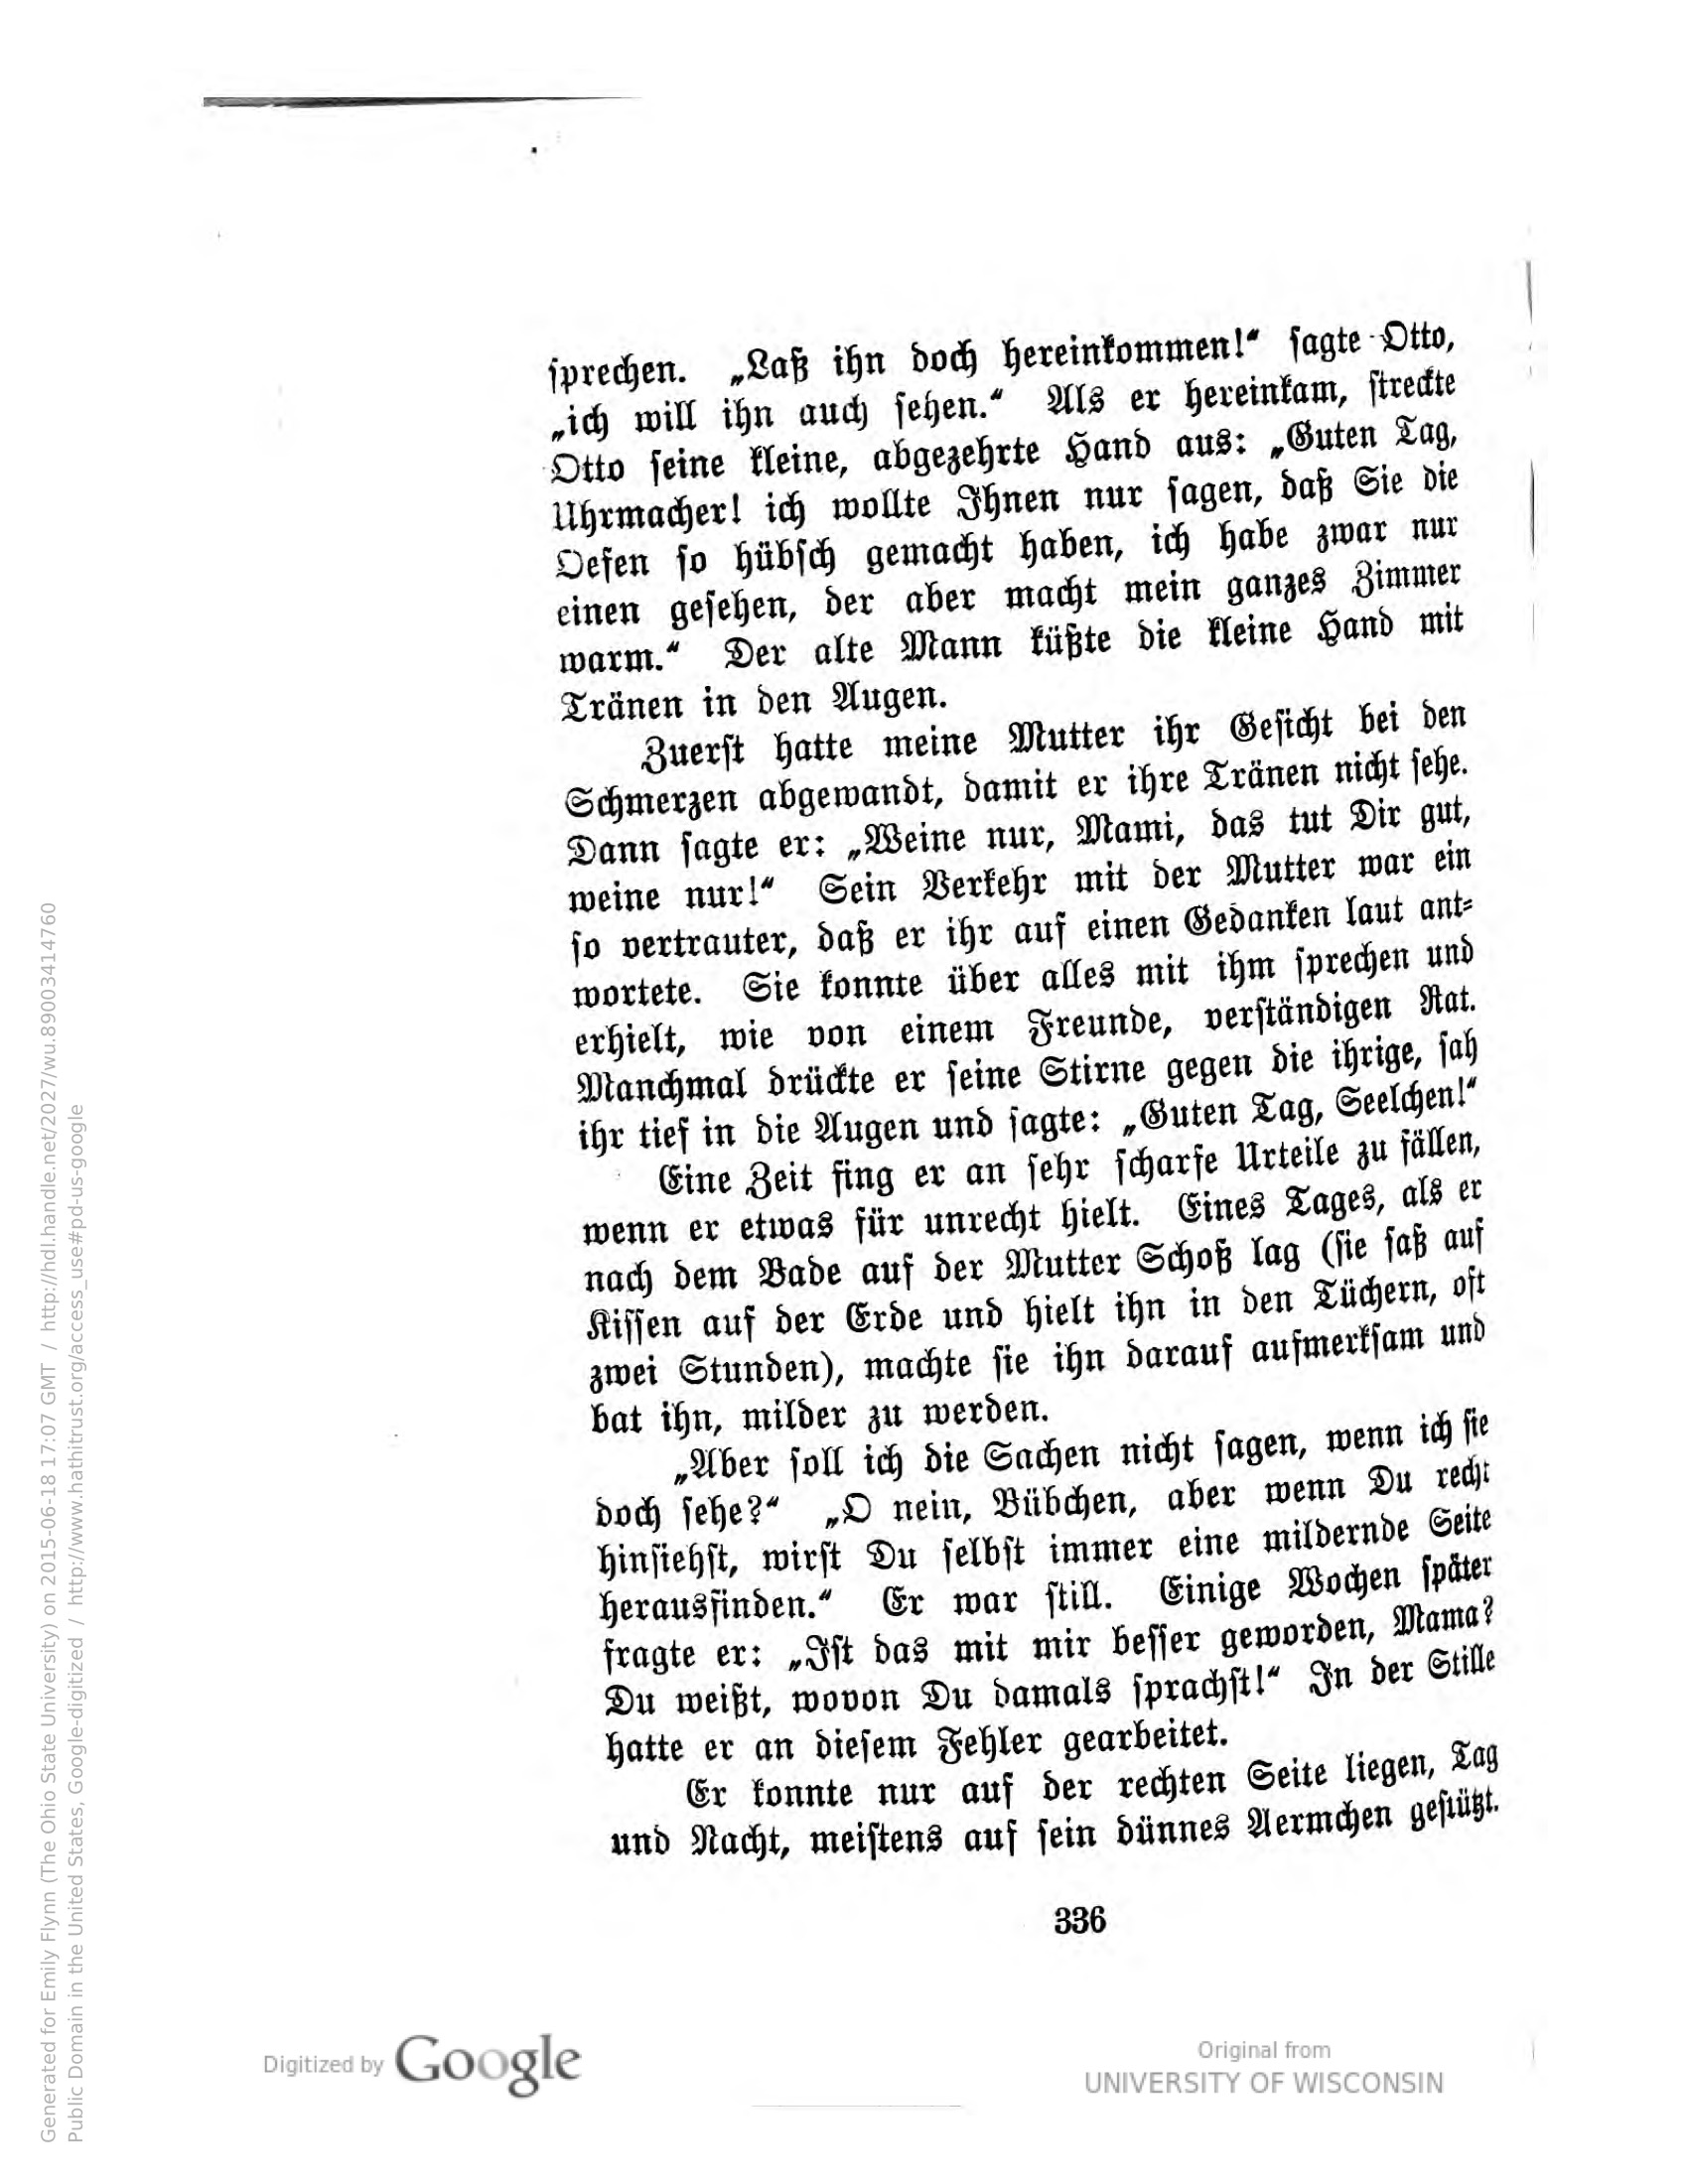 sprechen. „Laß ihn doch hereinkommen!“ sagte Otto,
„ich will ihn auch sehen.“ Als er hereinkam, streckte
Otto seine kleine, abgezehrte Hand aus: „Guten Tag,
Uhrmacher! ich wollte Ihnen nur sagen, daß Sie die
Oefen so hübsch gemacht haben, ich habe zwar nur
einen gesehen, der aber macht mein ganzes Zimmer
warm.“ Der alte Mann küßte die kleine Hand mit
Tränen in den Augen.
Zuerst hatte meine Mutter ihr Gesicht bei den
Schmerzen abgewandt, damit er ihre Tränen nicht sehe.
Dann sagte er: „Weine nur, Mami, das tut Dir gut,
weine nur!“ Sein Verkehr mit der Mutter war ein
so vertrauter, daß er ihr auf einen Gedanken laut ant-
wortete. Sie konnte über alles mit ihm sprechen und
erhielt, wie von einem Freunde, verständigen Rat.
Manchmal drückte er seine Stirne gegen die ihrige, sah
ihr tief in die Augen und sagte: „Guten Tag, Seelchen!“
Eine Zeit fing er an sehr scharfe Urteile zu fällen,
wenn er etwas für unrecht hielt. Eines Tages, als er
nach dem Bade auf der Mutter Schoß lag (sie saß auf
Kissen auf der Erde und hielt ihn in den Tüchern, oft
zwei Stunden), machte sie ihn darauf aufmerksam und
bat ihn, milder zu werden.
„Aber soll ich die Sachen nicht sagen, wenn ich sie
doch sehe?“ „O nein, Bübchen, aber wenn Du recht
hinsiehst, wirst Du selbst immer eine mildernde Seite
herausfinden.“ Er war still. Einige Wochen später
fragte er: „Ist das mit mir besser geworden, Mama?
Du weißt, wovon Du damals sprachst!“ In der Stille
hatte er an diesem Fehler gearbeitet.
Er konnte nur auf der rechten Seite liegen, Tag
und Nacht, meistens auf sein dünnes Aermchen gestützt.
336
Digitized by Google
Original from
UNIVERSITY OF WISCONSIN
Generated for Emily Flynn (The Ohio State University) on 2015-06-18 17:07 GMT / http://hdl.handle.net/2027/wu.89003414760
Public Domain in the United States, Google-digitized / http://www.hathitrust.org/access_use#pd-us-google